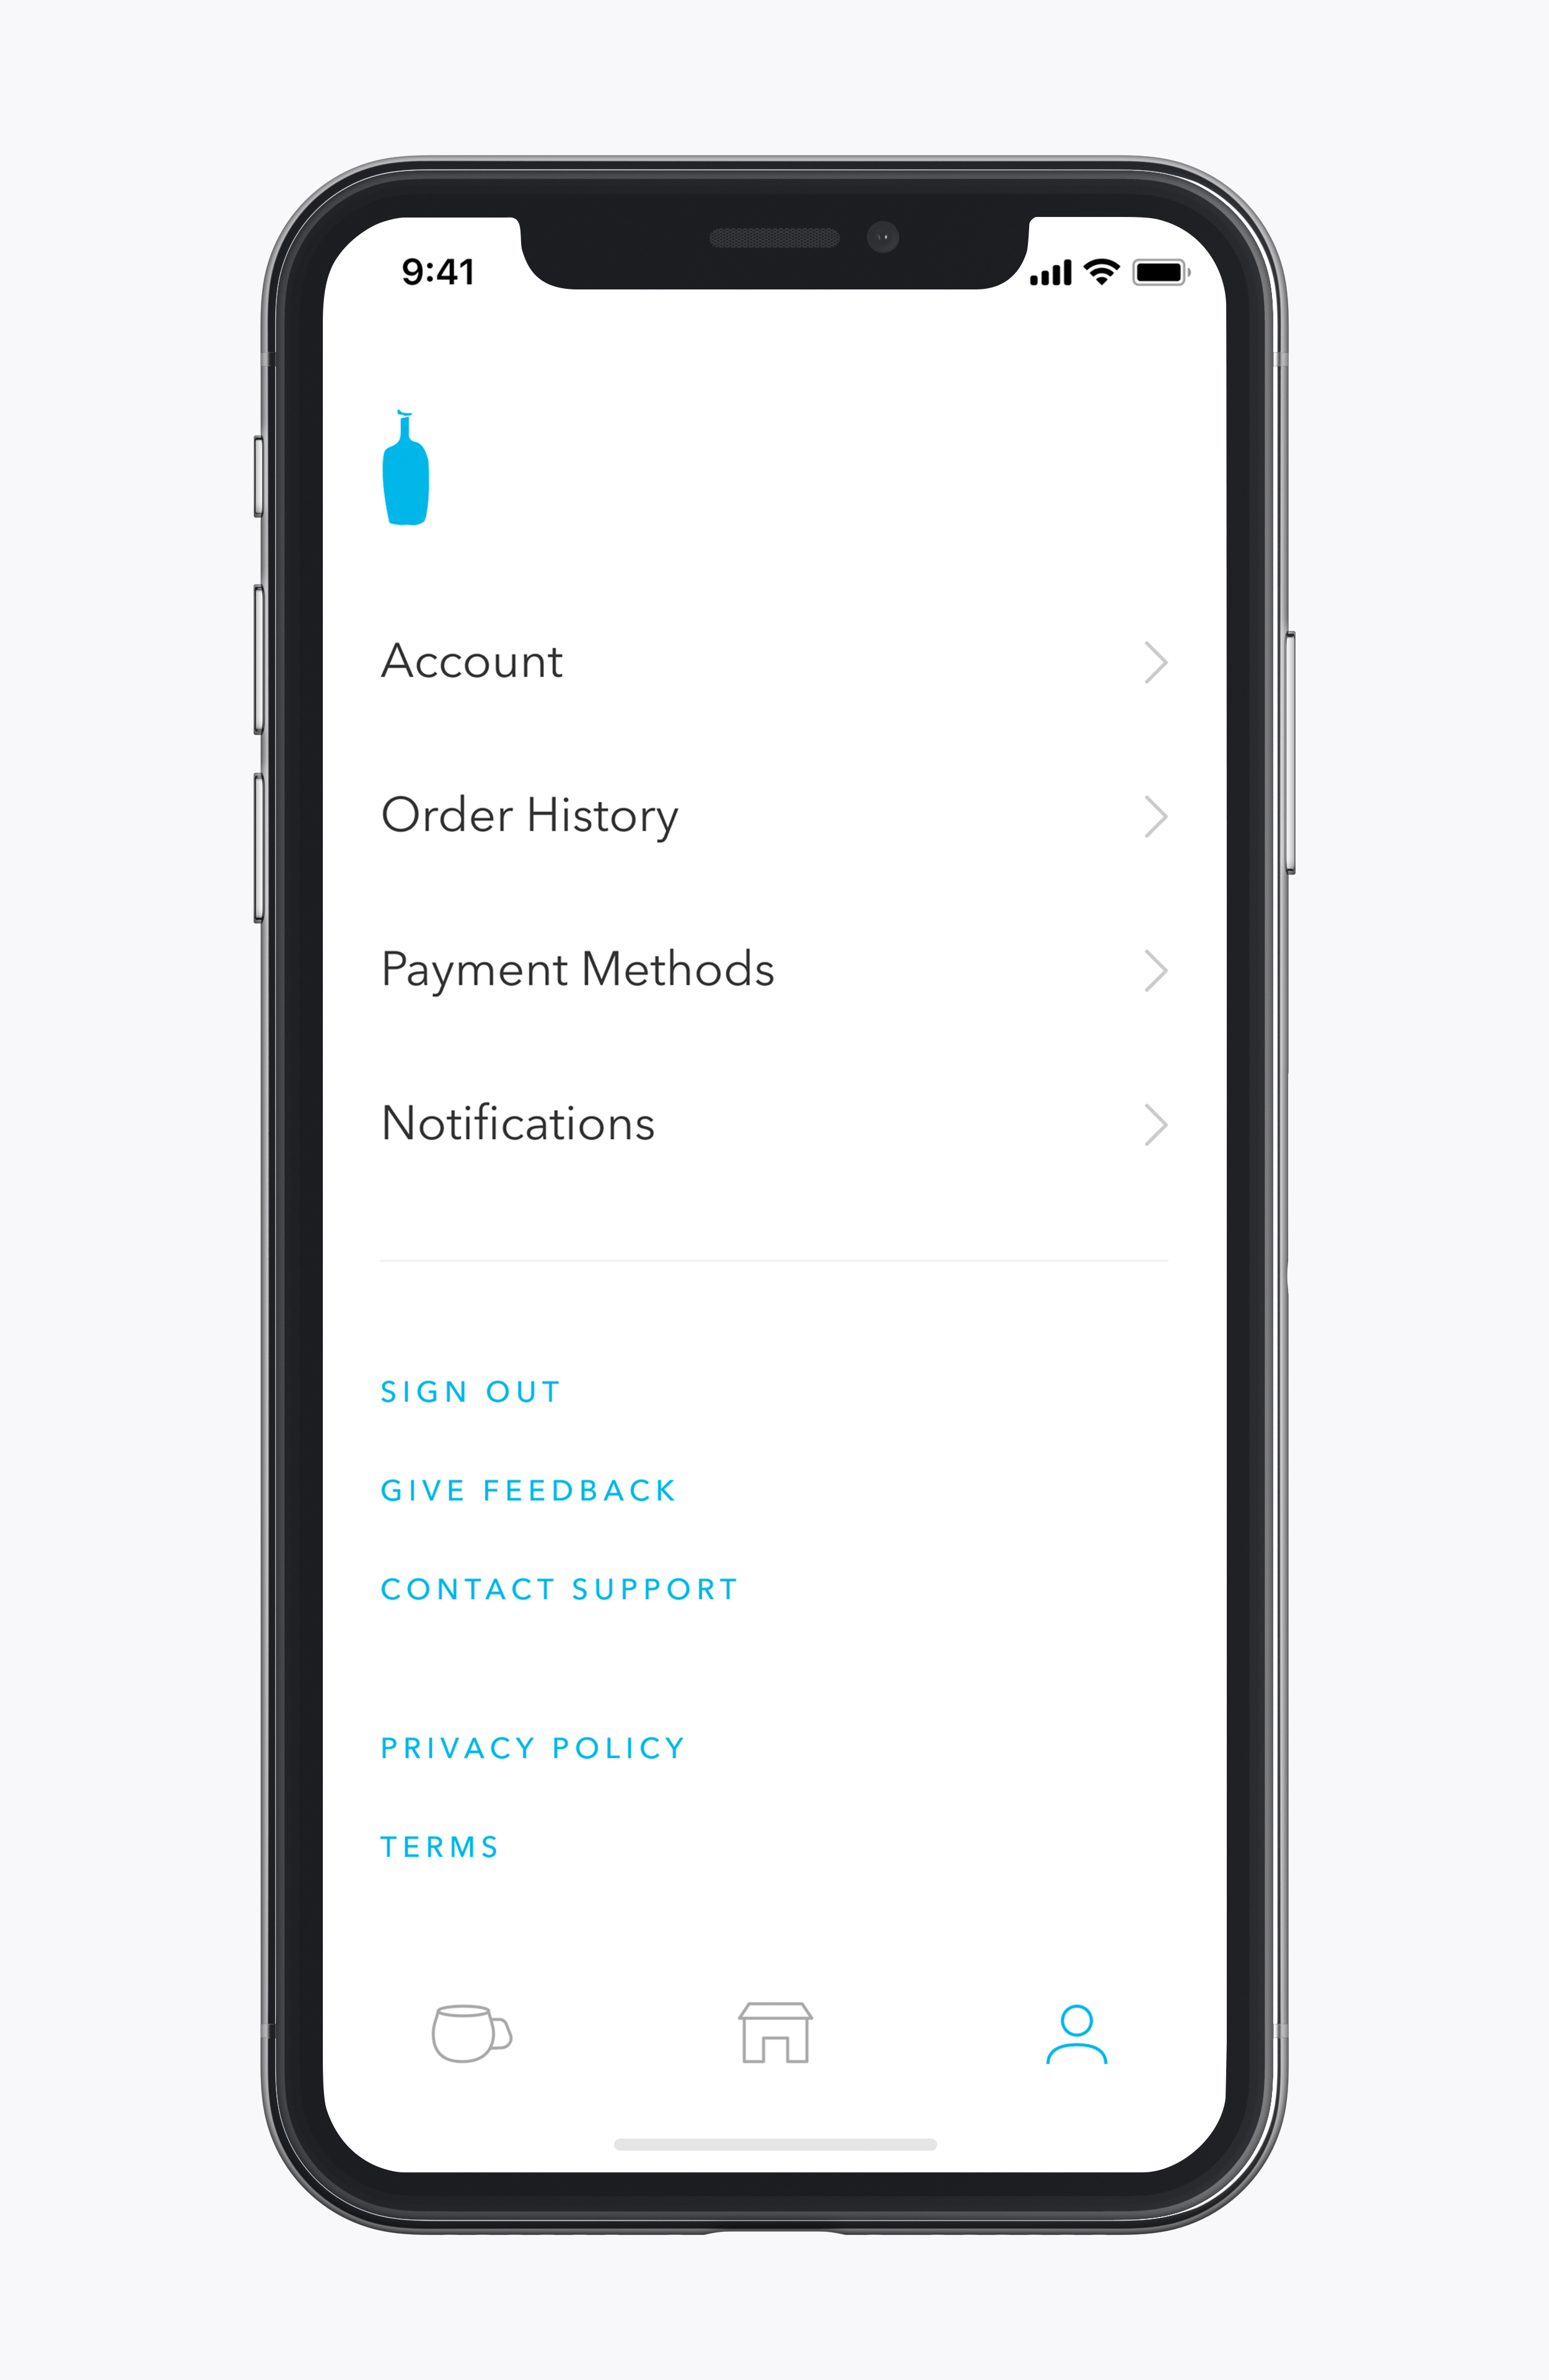 9:41
Account
Order History
Payment Methods
Notifications
SIGN OUT
GIVE FEEDBACK
CONTACT SUPPORT
PRIVACY POLICY
TERMS